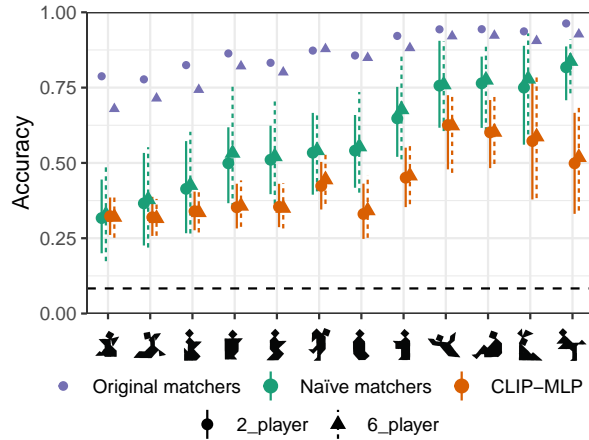 1.00
0.75
0.50
0.25
0.00
Accuracy
Original matchers Naïve matchers CLIP−MLP
2_player 6_player